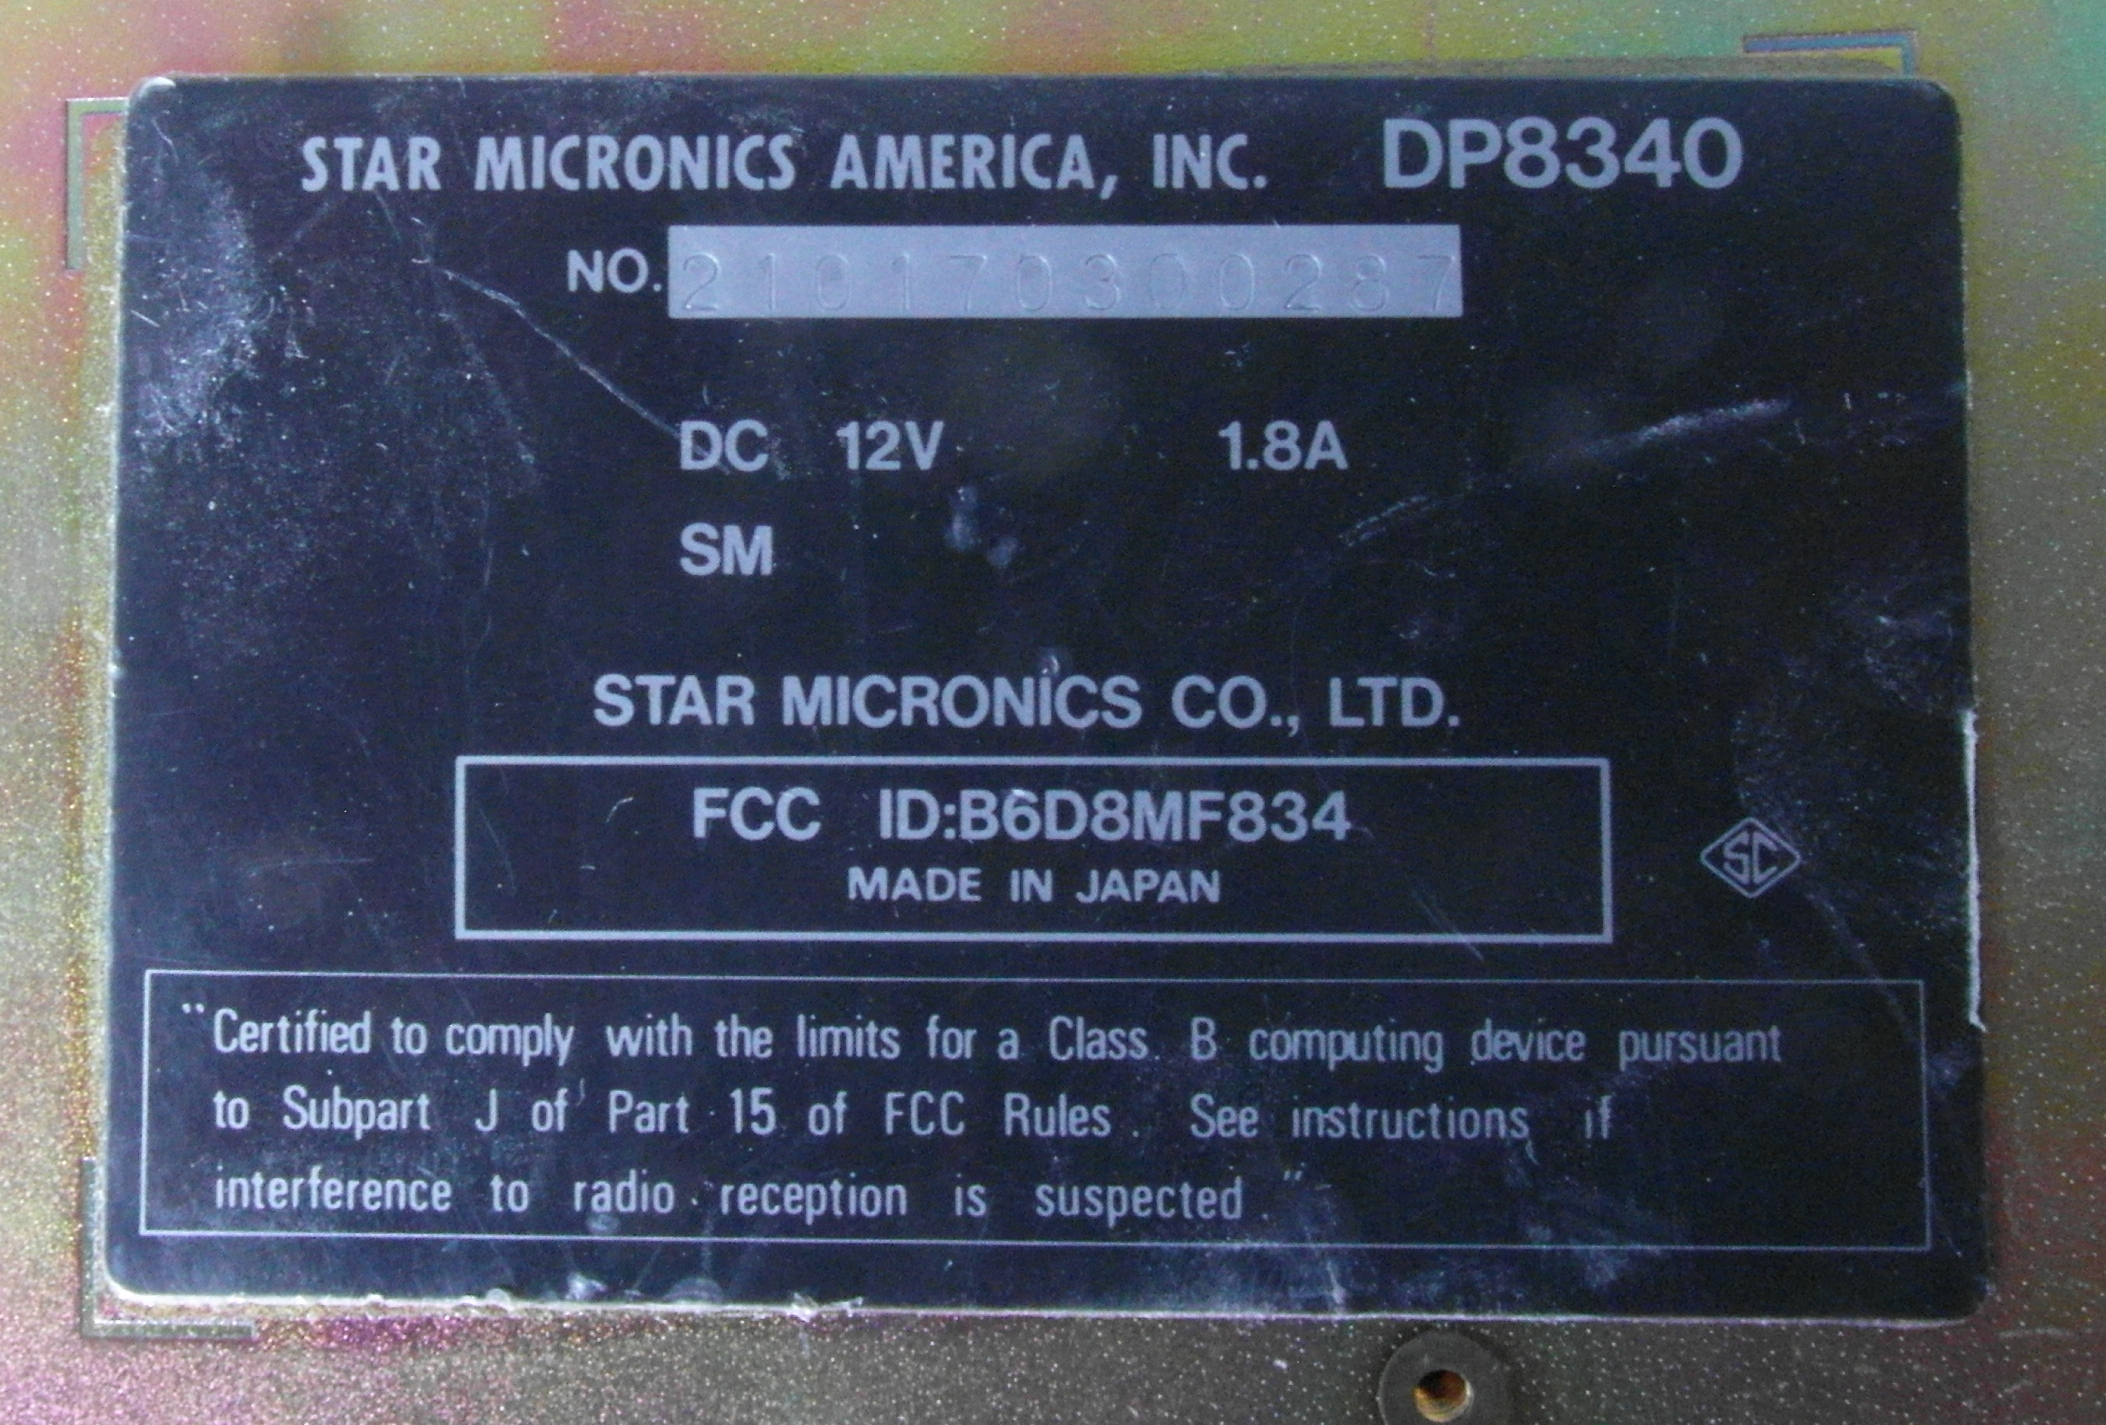 STAR MICRONICS AMERICA, INC. DP8340
NO. 210170300287
DC 12V 1.8A
SM
STAR MICRONICS CO., LTD.
FCC ID:B6D8MF834
MADE IN JAPAN
SC
"Certified to comply with the limits for a Class B computing device pursuant
to Subpart J of Part 15 of FCC Rules. See instructions if
interference to radio reception is suspected."